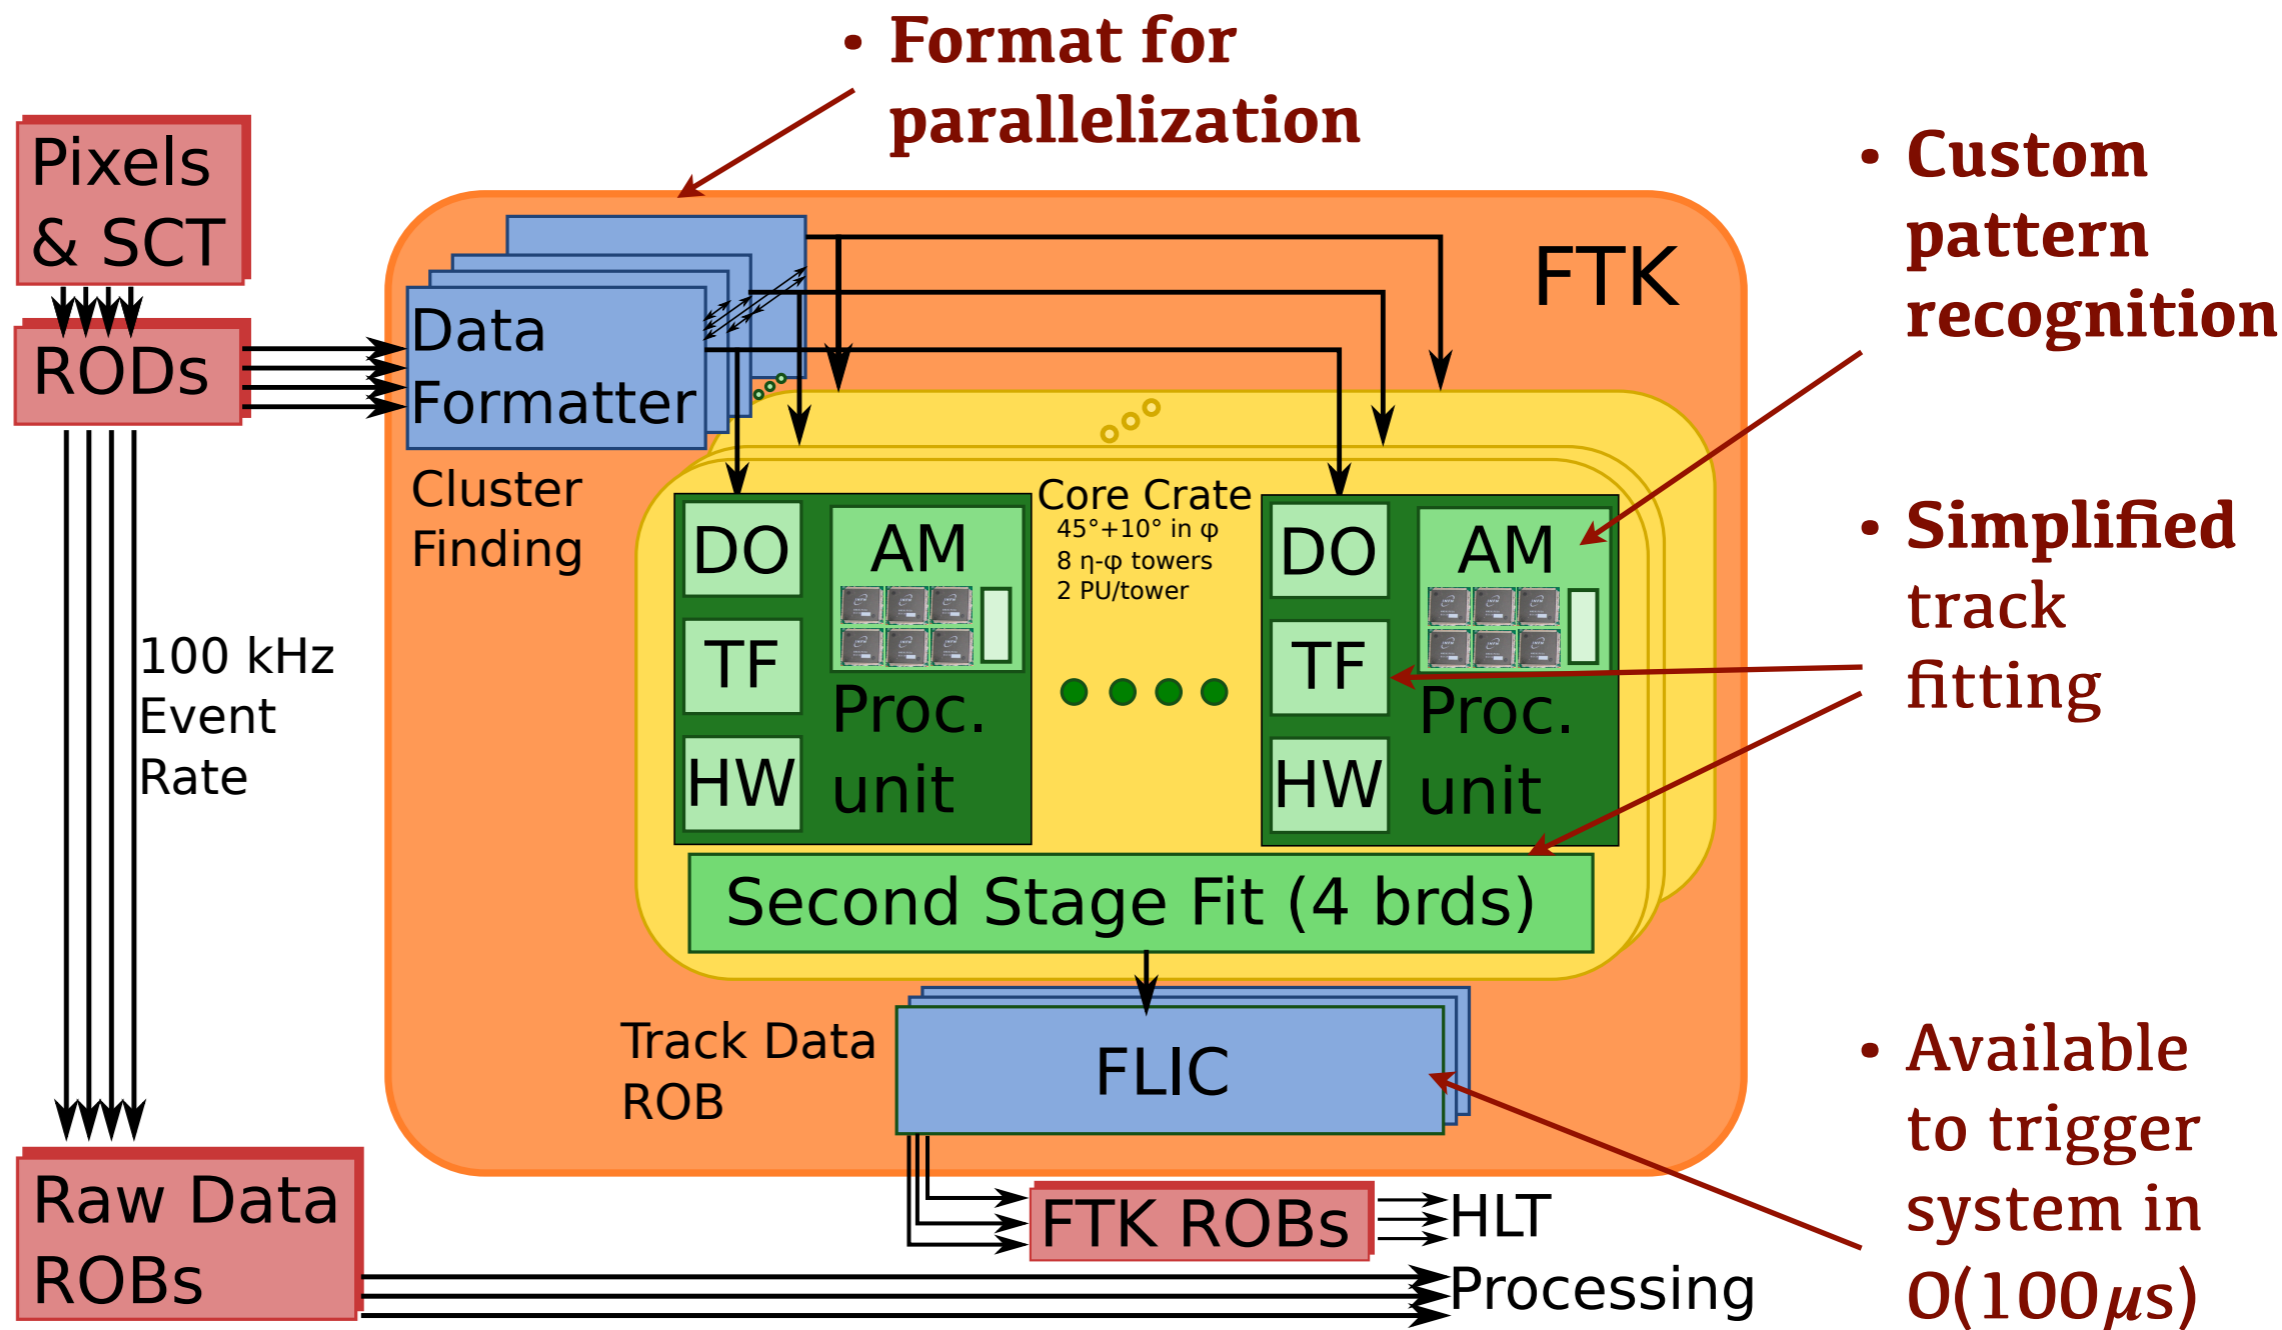 • Format for
parallelization
Pixels
& SCT
RODs
Data
Formatter
Cluster
Finding
FTK
• Custom
pattern
recognition
Core Crate
45°+10° in φ
8 η-φ towers
2 PU/tower
DO
AM
TF
HW
Proc.
unit
DO
AM
TF
HW
Proc.
unit
• Simplified
track
fitting
100 kHz
Event
Rate
Second Stage Fit (4 brds)
Track Data
ROB
FLIC
• Available
to trigger
system in
O(100μs)
Raw Data
ROBs
FTK ROBs
HLT
Processing